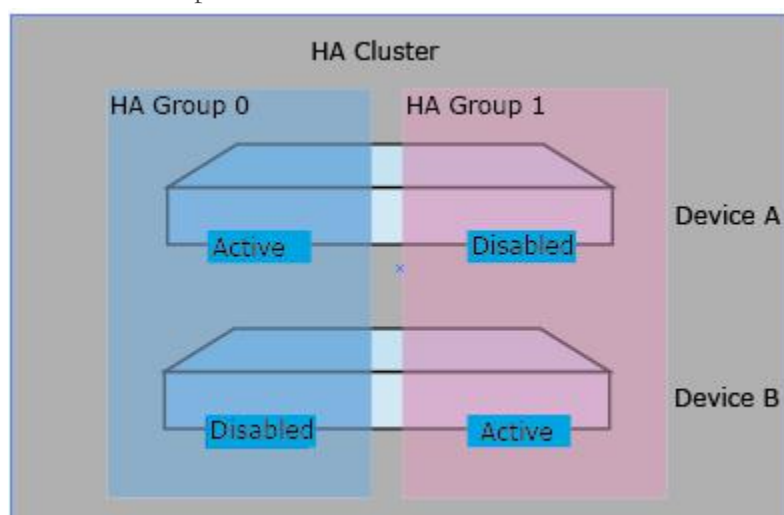 HA Cluster
HA Group 0
HA Group 1
Device A
Active
Disabled
Device B
Disabled
Active